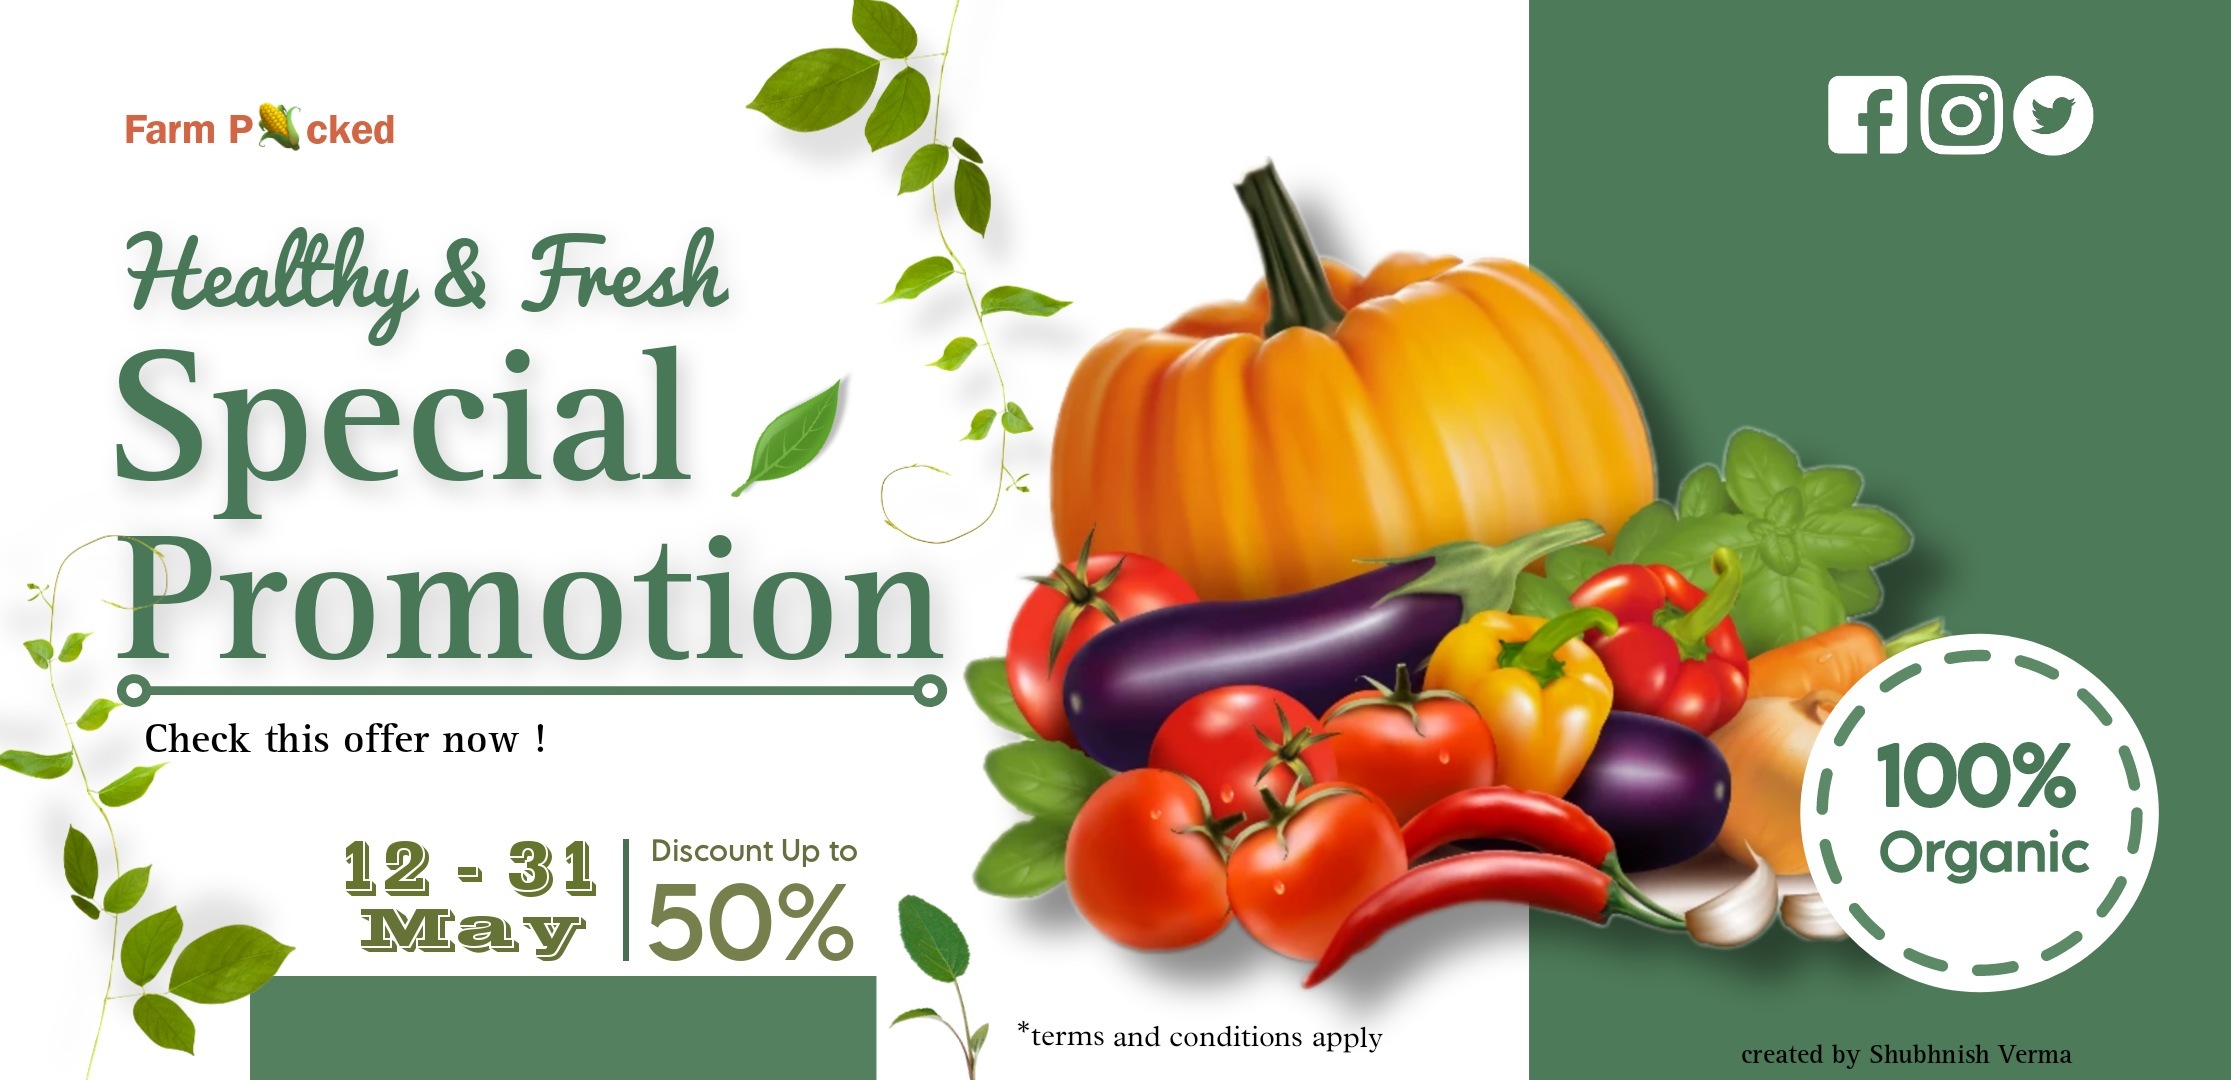 Farm P cked
Healthy & Fresh
Special
Promotion
Check this offer now !
12 - 31
May
Discount Up to
50%
100%
Organic
*terms and conditions apply
created by Shubhnish Verma